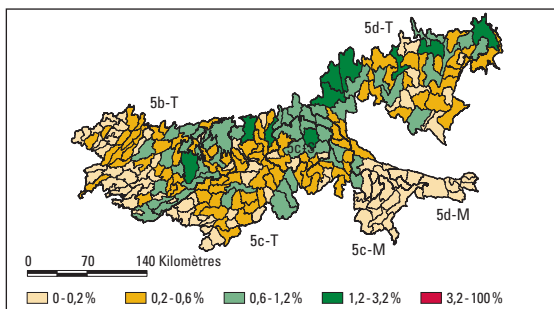 5d-T
5b-T
5c-S
5d-M
5c-T
5c-M
0 70 140 Kilomètres
0-0,2% 0,2-0,6% 0,6-1,2% 1,2-3,2% 3,2-100%